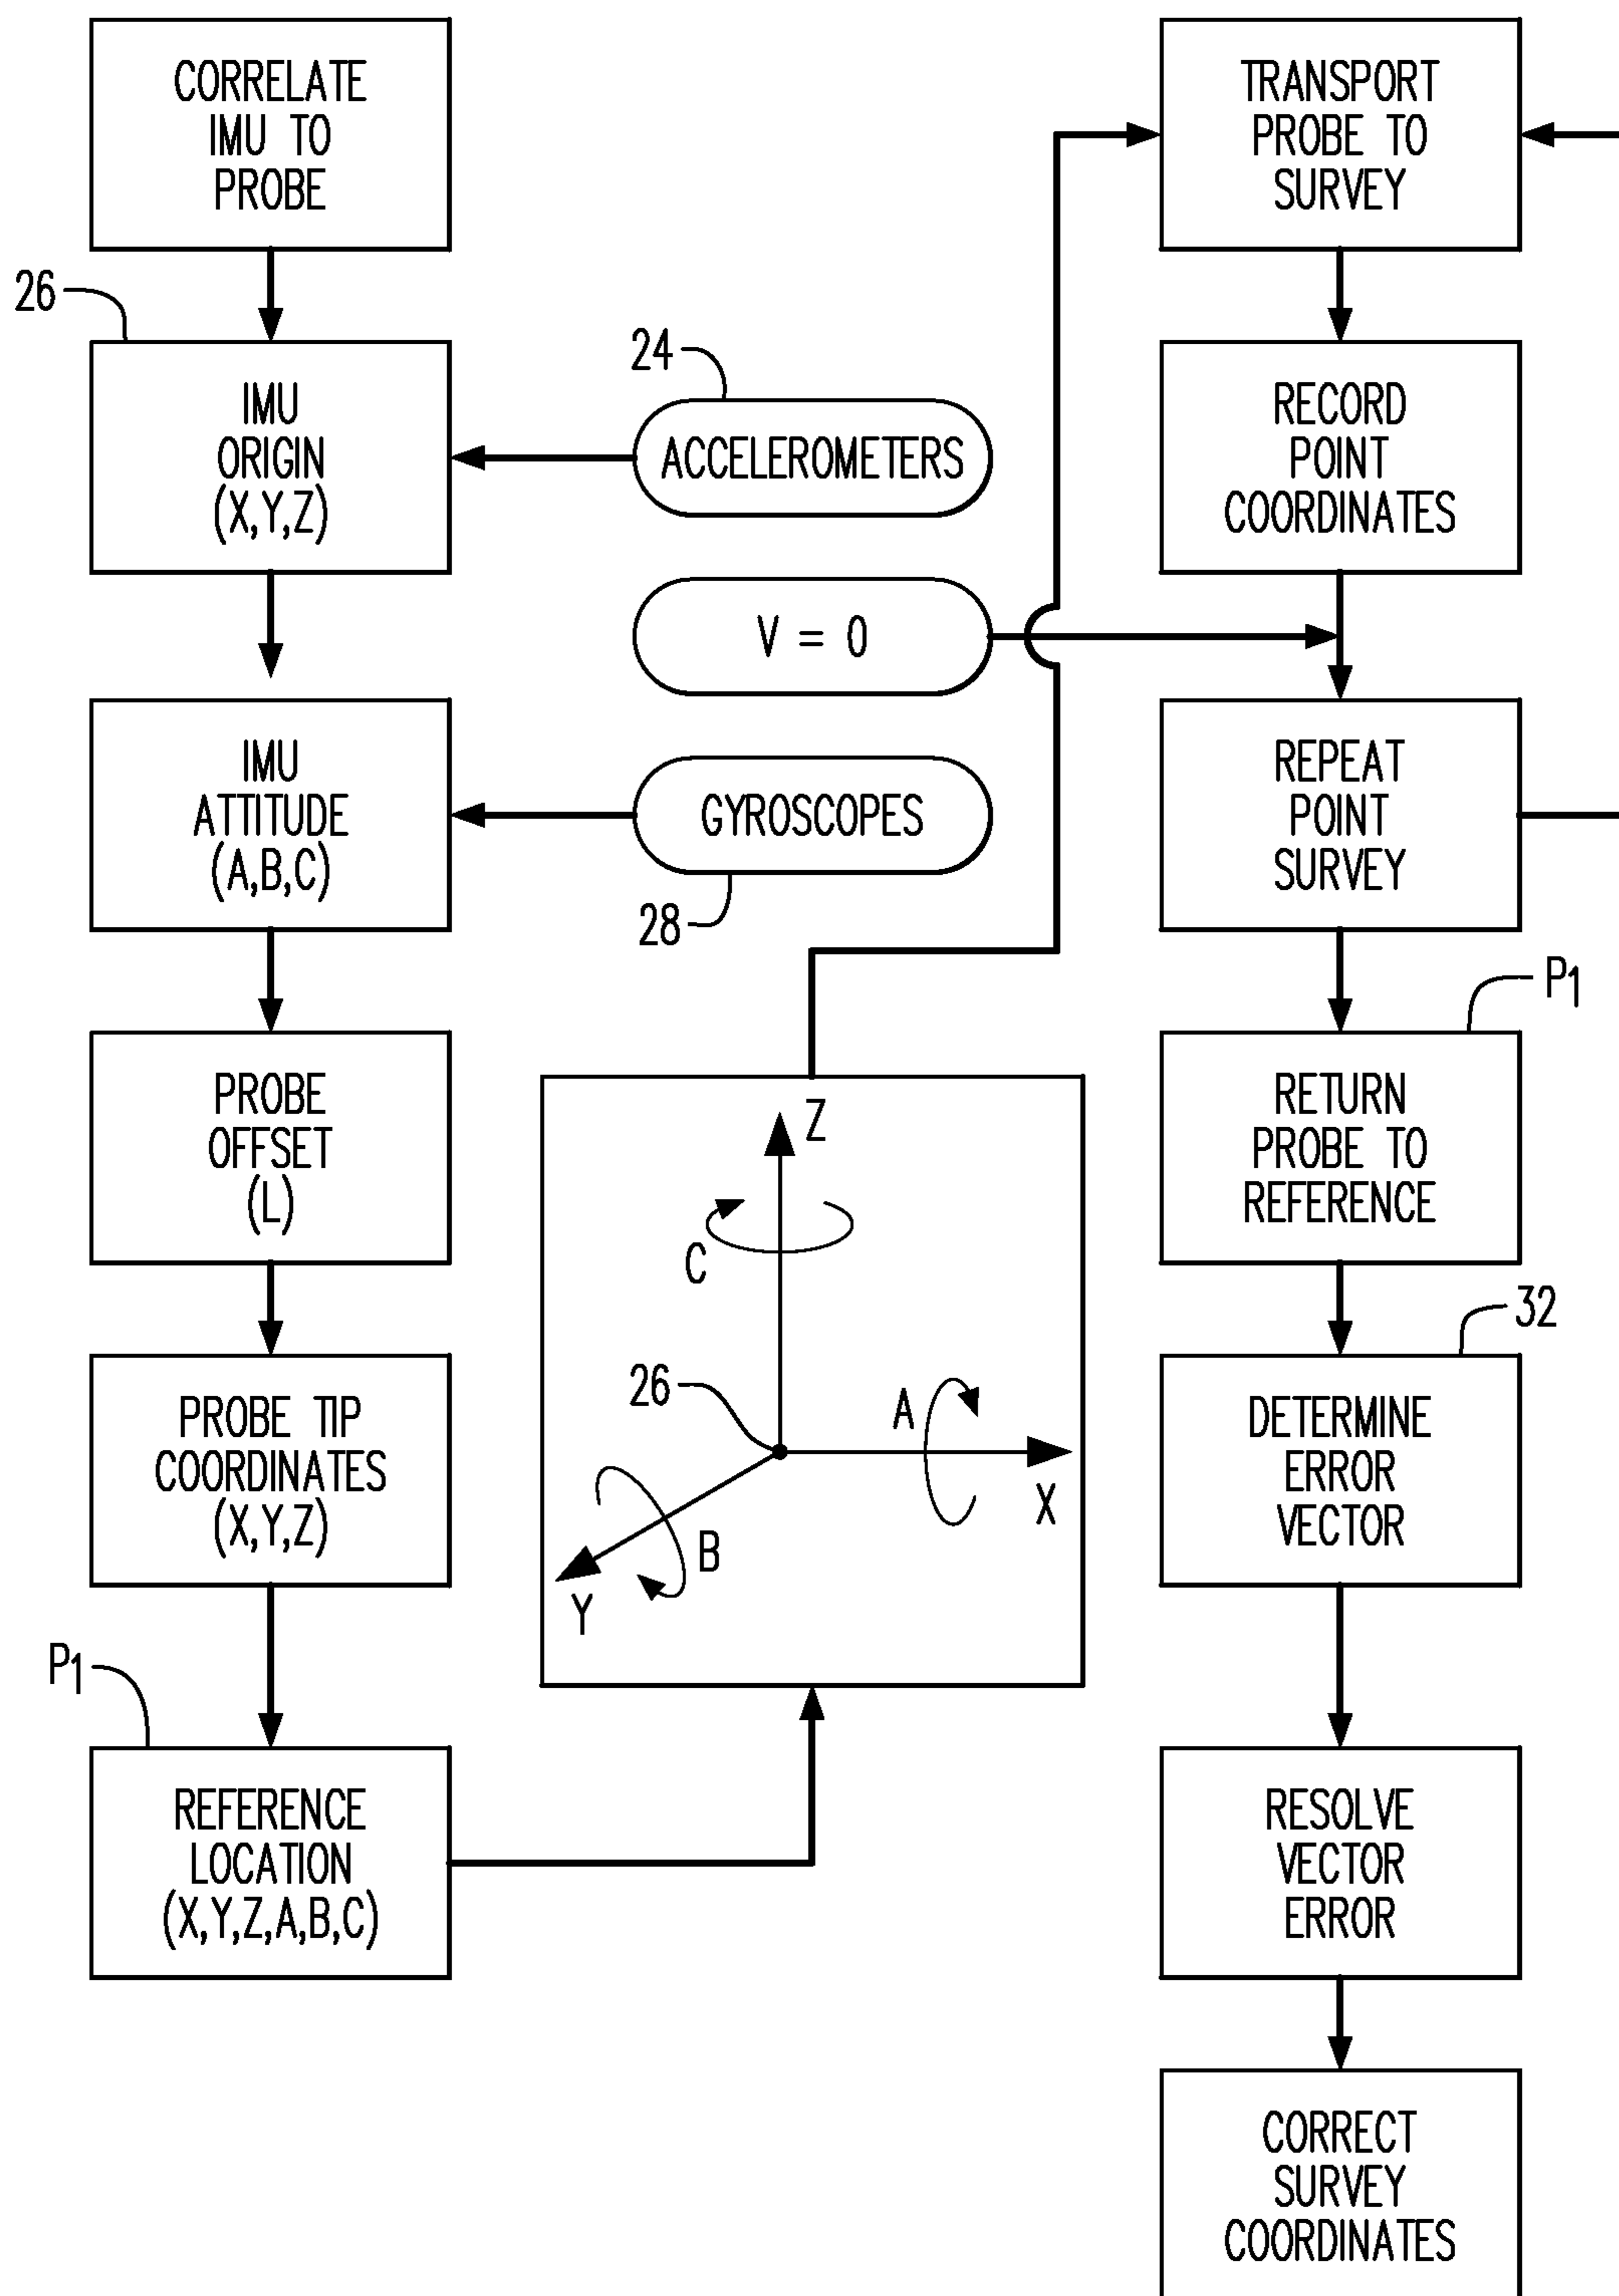 CORRELATE
IMU TO
PROBE
26
IMU
ORIGIN
(X,Y,Z)
24
ACCELEROMETERS
V = 0
IMU
ATTITUDE
(A,B,C)
GYROSCOPES
28
PROBE
OFFSET
(L)
PROBE TIP
COORDINATES
(X,Y,Z)
P1
REFERENCE
LOCATION
(X,Y,Z,A,B,C)
Z
C
26
A
X
B
Y
TRANSPORT
PROBE TO
SURVEY
RECORD
POINT
COORDINATES
REPEAT
POINT
SURVEY
P1
RETURN
PROBE TO
REFERENCE
32
DETERMINE
ERROR
VECTOR
RESOLVE
VECTOR
ERROR
CORRECT
SURVEY
COORDINATES